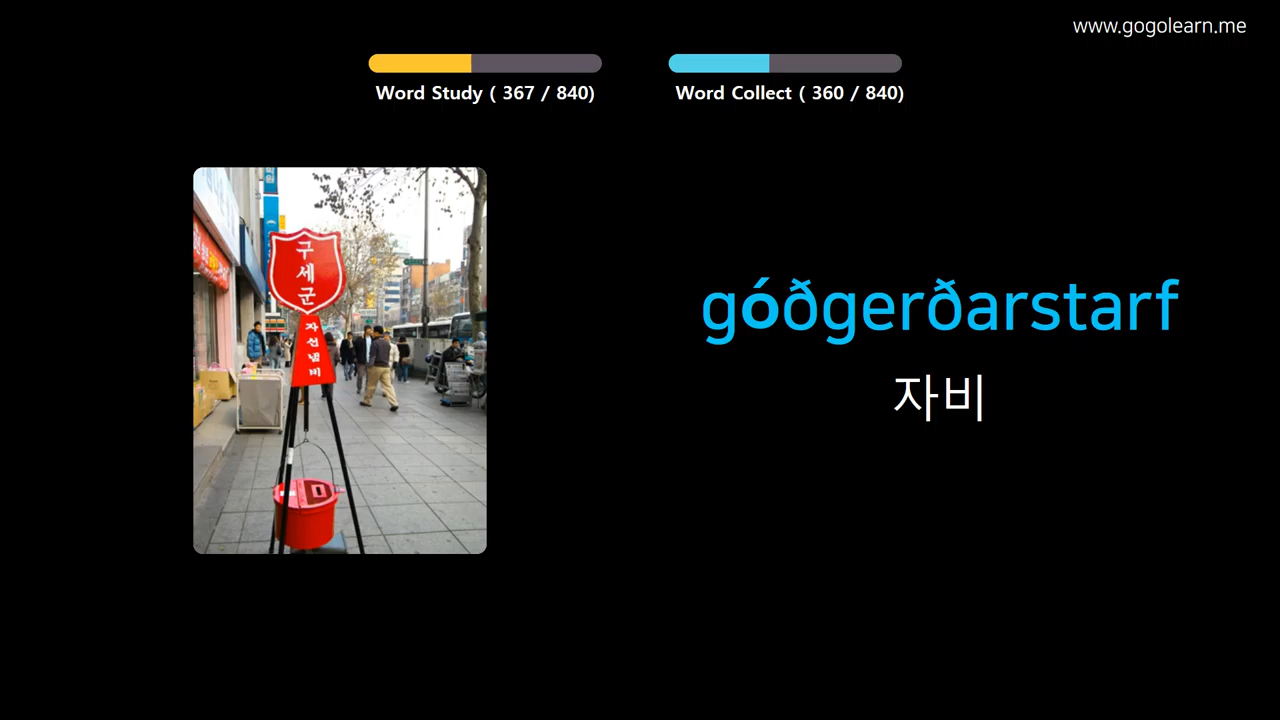 www.gogolearn.me
Word Study ( 367 / 840)
Word Collect ( 360 / 840)
구
세
군
자
선
냄
비
góðgerðarstarf
자비